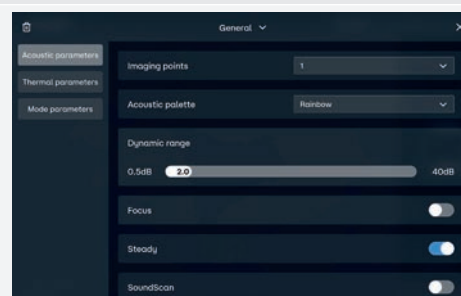 General
Acoustic parameters
Thermal parameters
Mode parameters
Imaging points
1
Acoustic palette
Rainbow
Dynamic range
0.5dB
2.0
40dB
Focus
Steady
SoundScan